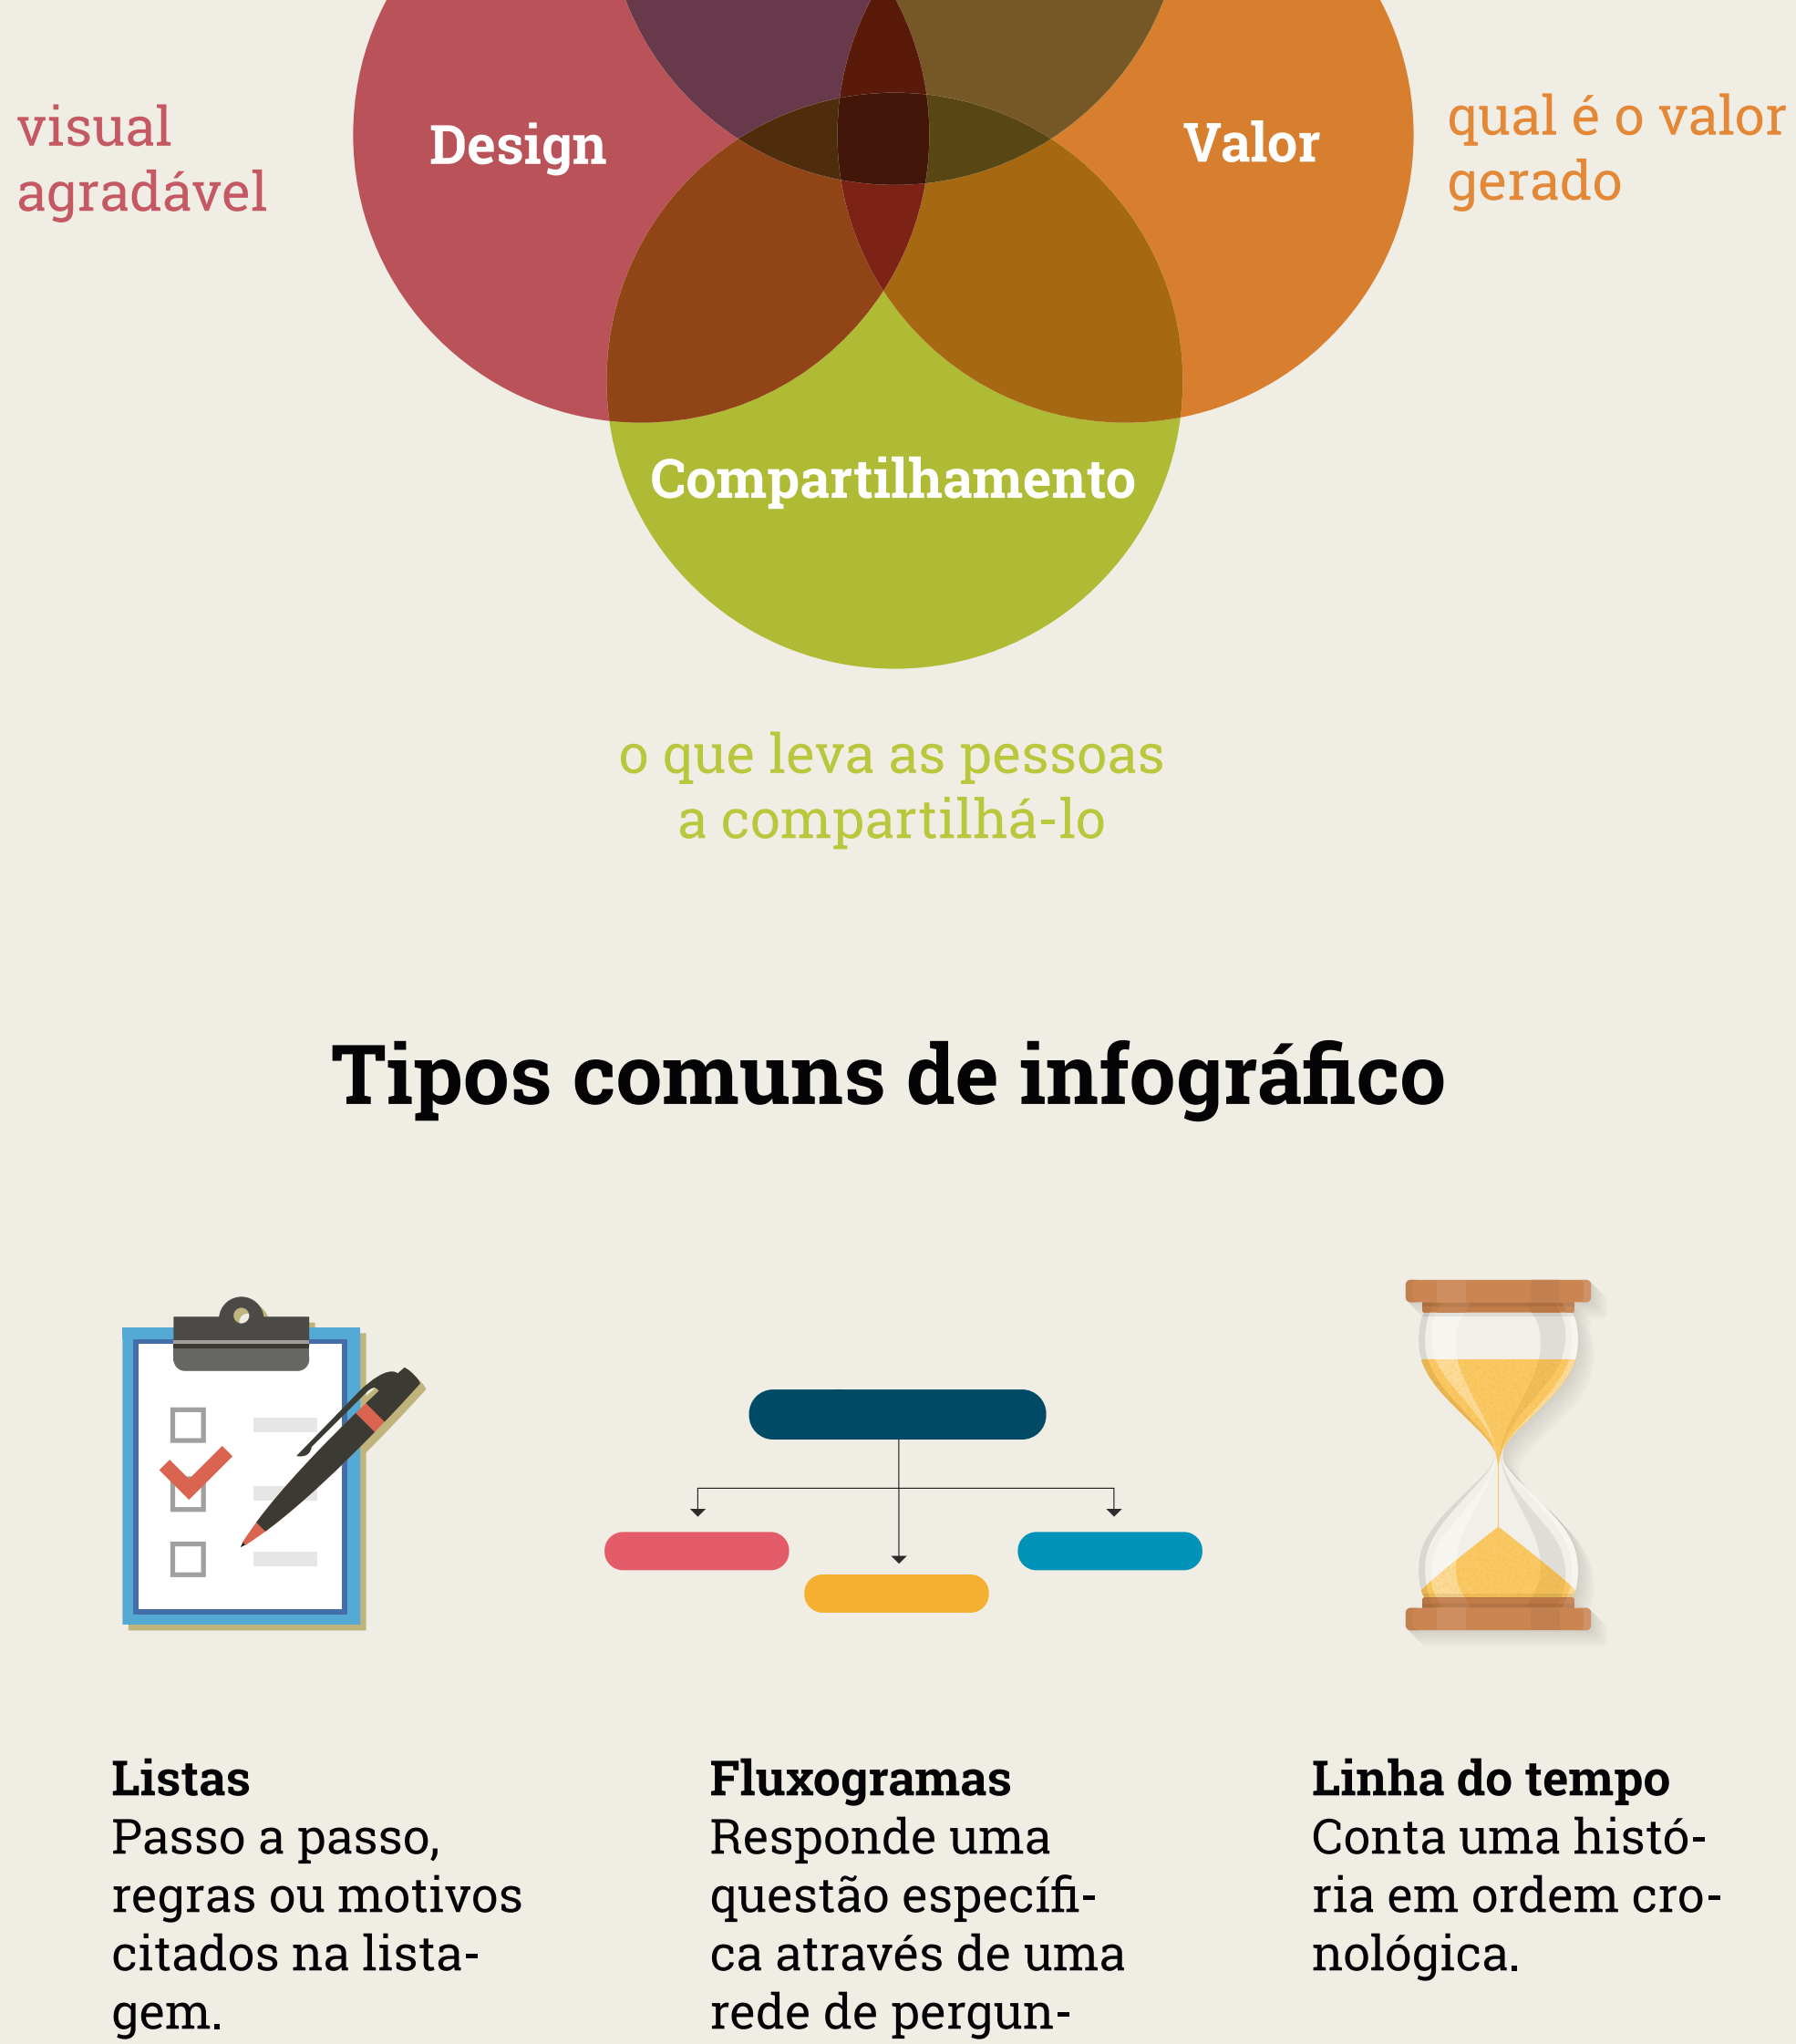 visual
agradável
Design
Valor
qual é o valor
gerado
Compartilhamento
o que leva as pessoas
a compartilhá-lo
Tipos comuns de infográfico
Listas
Passo a passo,
regras ou motivos
citados na lista-
gem.
Fluxogramas
Responde uma
questão específi-
ca através de uma
rede de pergun-
Linha do tempo
Conta uma histó-
ria em ordem cro-
nológica.